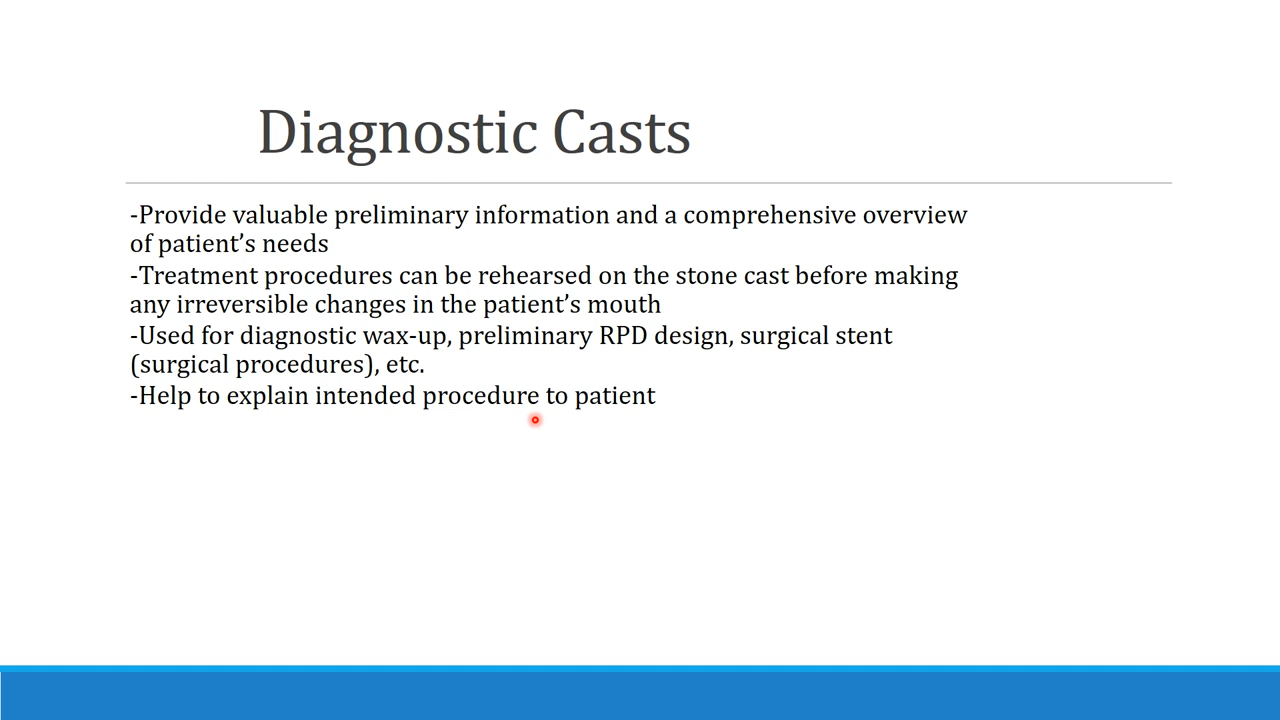 Diagnostic Casts
-Provide valuable preliminary information and a comprehensive overview
of patient’s needs
-Treatment procedures can be rehearsed on the stone cast before making
any irreversible changes in the patient’s mouth
-Used for diagnostic wax-up, preliminary RPD design, surgical stent
(surgical procedures), etc.
-Help to explain intended procedure to patient